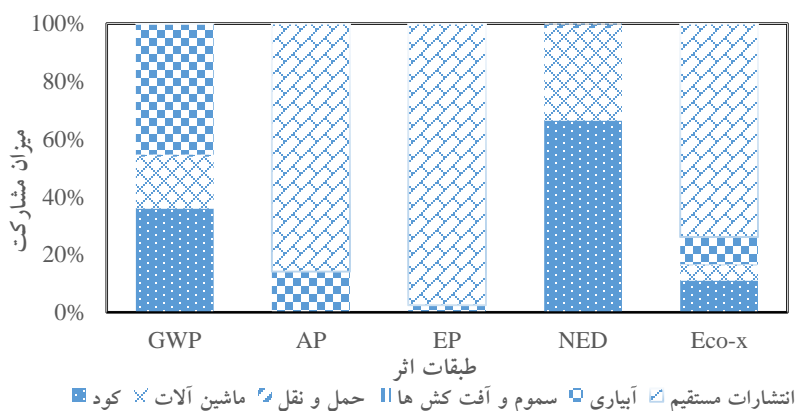 100%
80%
60%
40%
20%
0%
میزان مشارکت
GWP AP EP NED Eco-x
طبقات اثر
کود ماشین آلات حمل و نقل سموم و آفت کش ها آبیاری انتشارات مستقیم